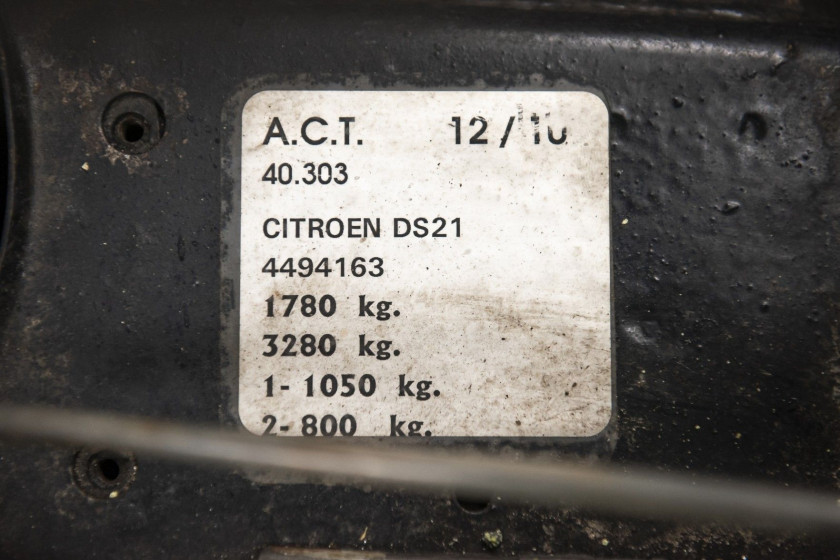 A.C.T. 12 / 10
40.303
CITROEN DS21
4494163
1780 kg.
3280 kg.
1- 1050 kg.
2- 800 kg.